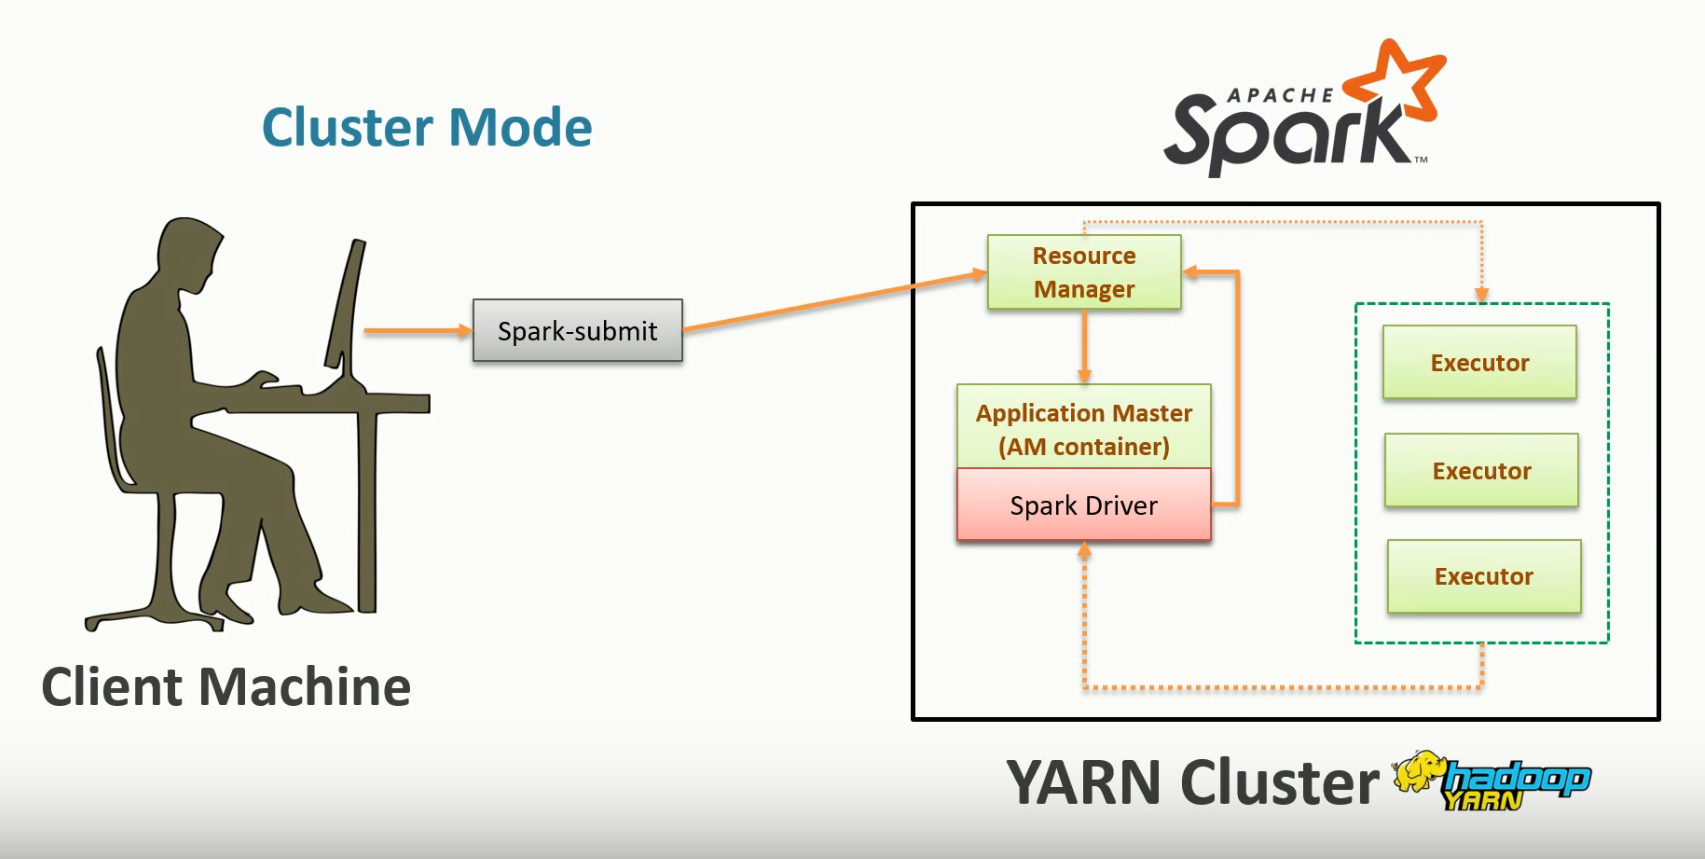 Cluster Mode
APACHE
Spark™
Resource
Manager
Spark-submit
Executor
Application Master
(AM container)
Executor
Spark Driver
Executor
Client Machine
YARN Cluster
hadoop
YARN